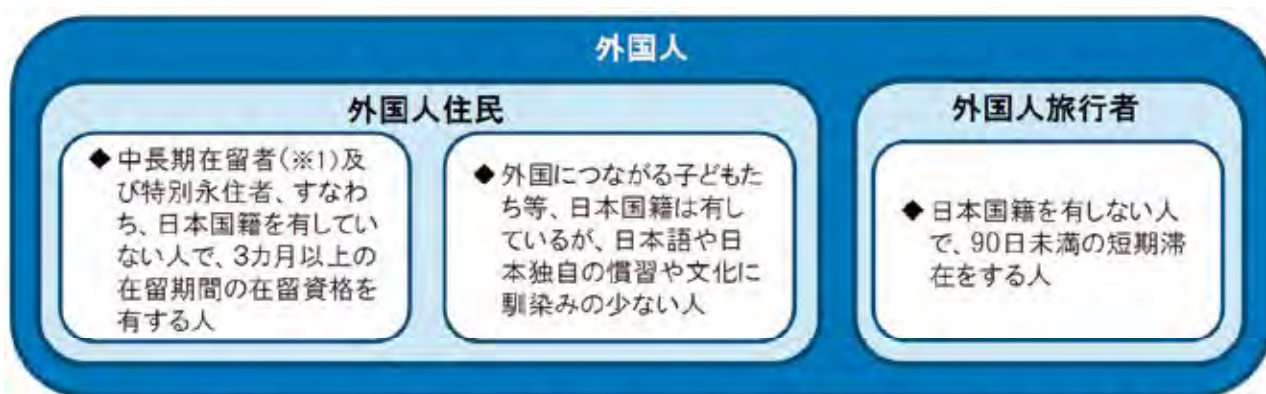 外国人
外国人住民
◆中長期在留者(※1)及
び特別永住者、すなわ
ち、日本国籍を有してい
ない人で、3カ月以上の
在留期間の在留資格を
有する人
◆外国につながる子どもた
ち等、日本国籍は有し
ているが、日本語や日
本独自の慣習や文化に
馴染みの少ない人
外国人旅行者
◆日本国籍を有しない人
で、90日未満の短期滞
在をする人